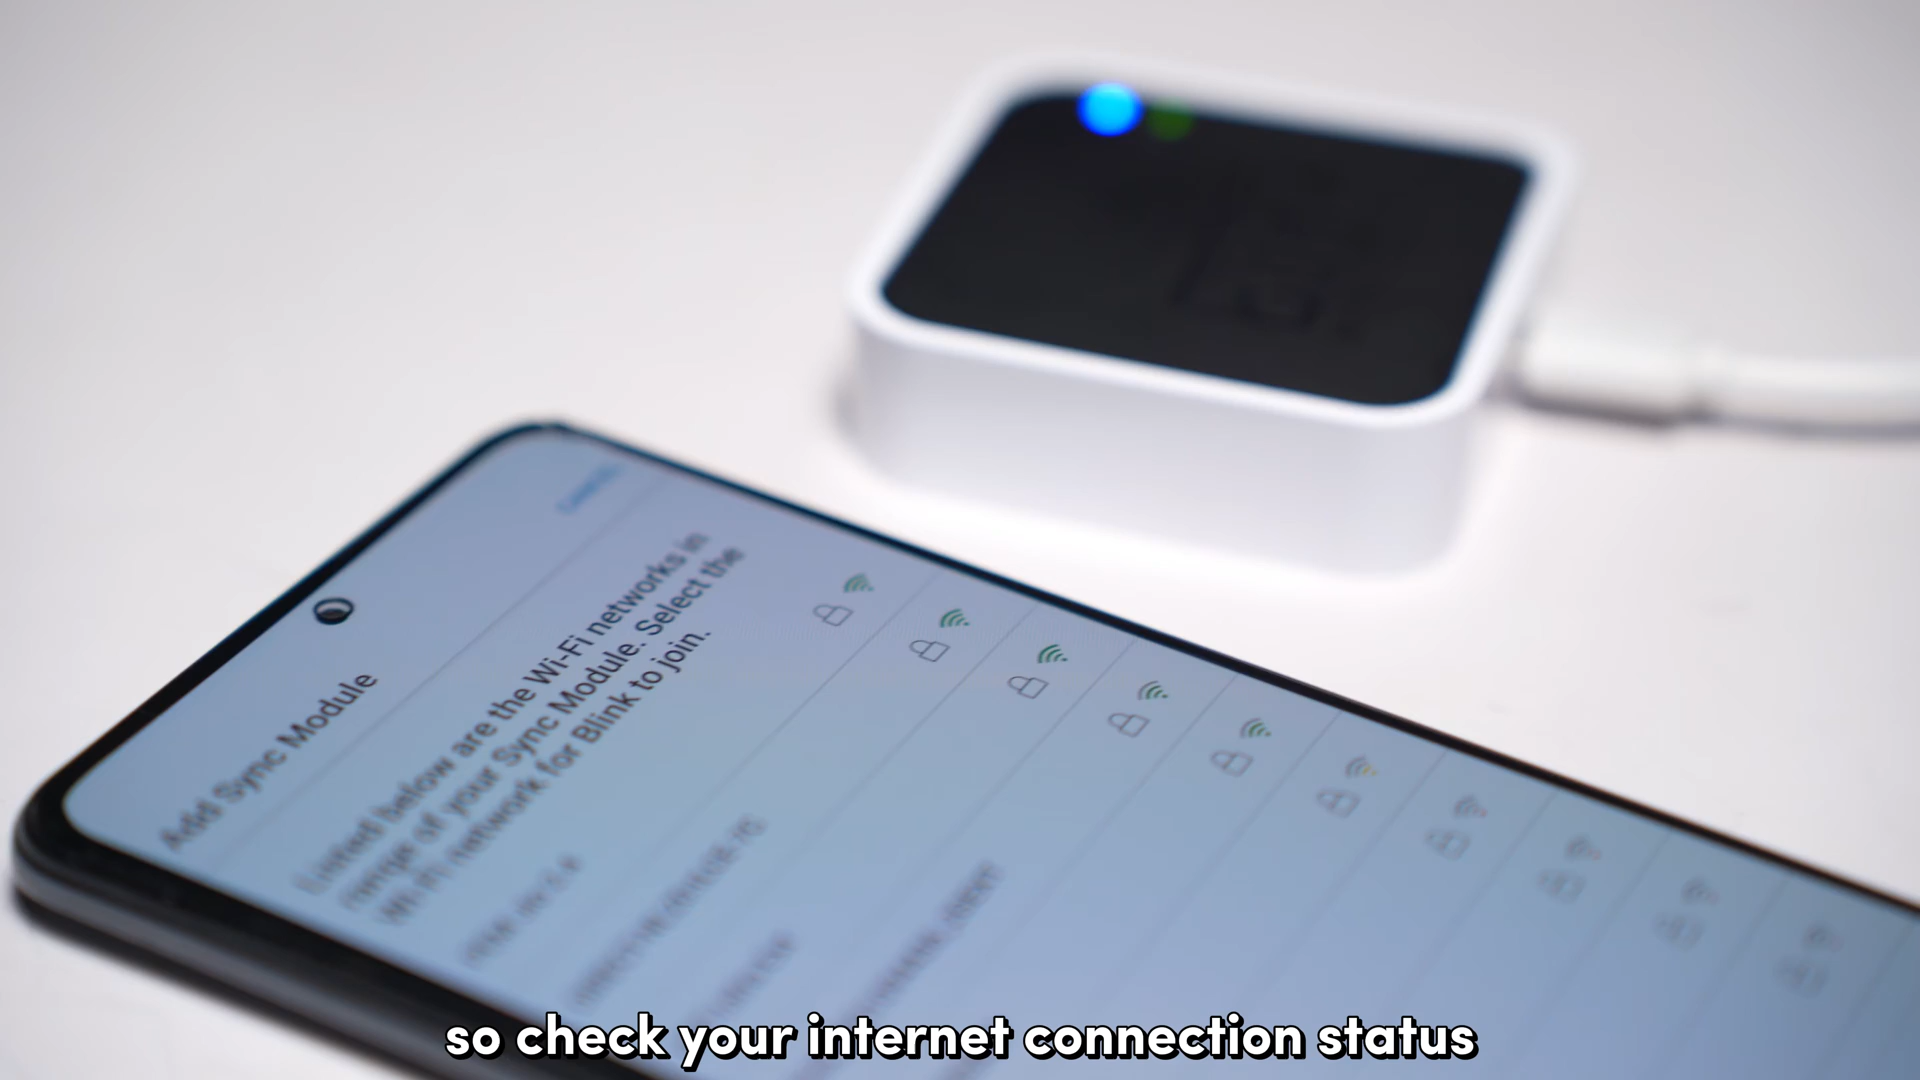 Add Sync Module
Listed below are the Wi-Fi networks in
range of your Sync Module. Select the
Wi-Fi network for Blink to join.
so check your internet connection status